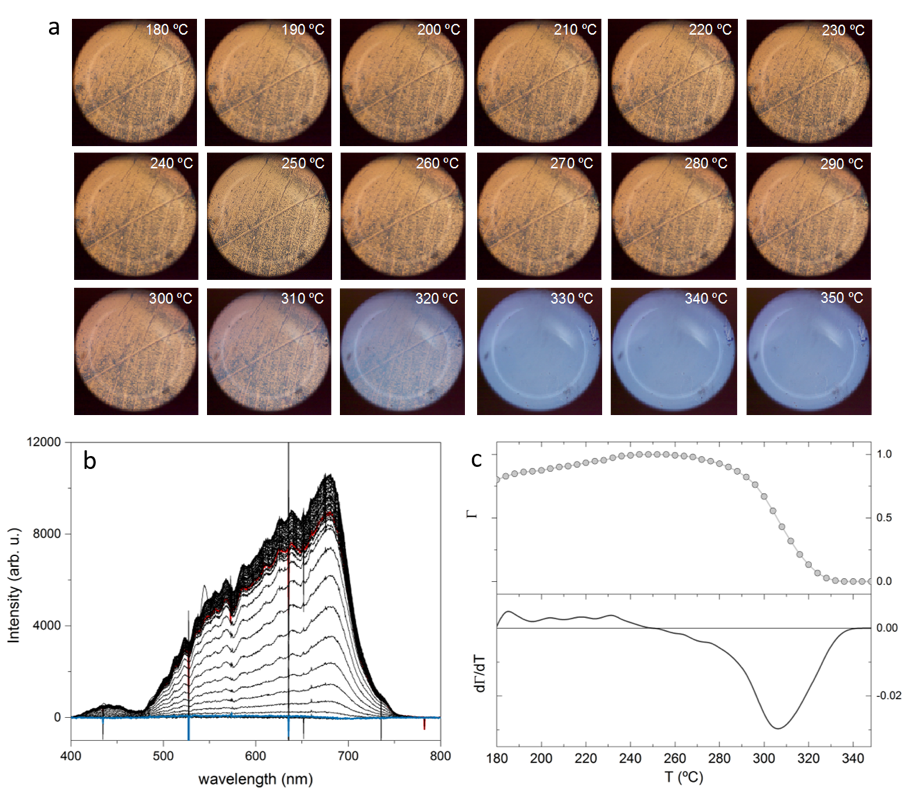 a
180 ºC 190 ºC 200 ºC 210 ºC 220 ºC 230 ºC
240 ºC 250 ºC 260 ºC 270 ºC 280 ºC 290 ºC
300 ºC 310 ºC 320 ºC 330 ºC 340 ºC 350 ºC
b
12000
8000
4000
0
Intensity (arb. u.)
400 500 600 700 800
wavelength (nm)
c
1.0
0.5
0.0
Γ
0.00
-0.02
dΓ/dT
180 200 220 240 260 280 300 320 340
T (ºC)